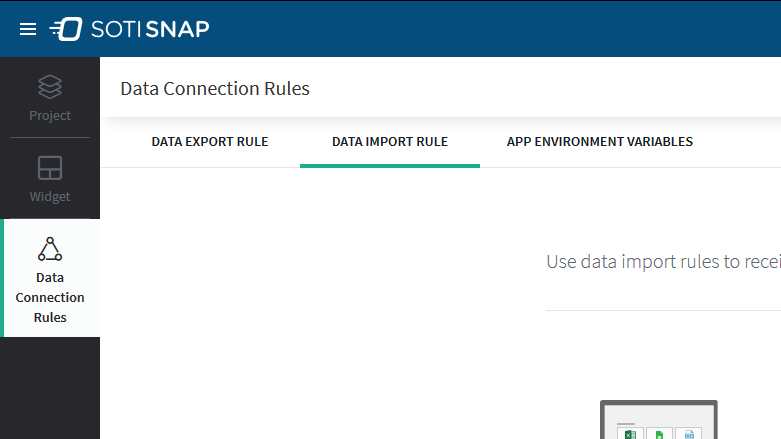 SOTI SNAP
Data Connection Rules
Project
DATA EXPORT RULE
DATA IMPORT RULE
APP ENVIRONMENT VARIABLES
Widget
Data
Connection
Rules
Use data import rules to recei